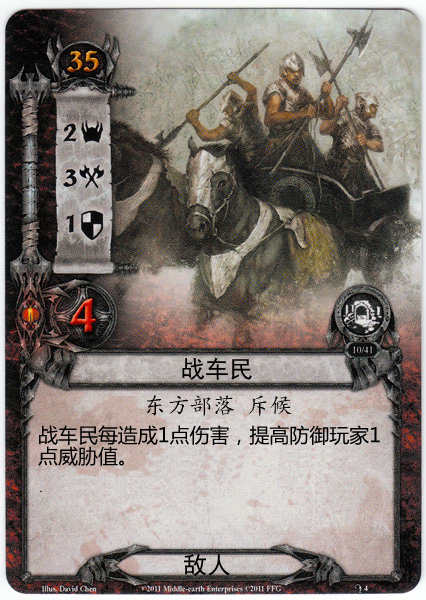 35
2
3
1
4
10/41
战车民
东方部落 斥候
战车民每造成1点伤害，提高防御玩家1
点威胁值。
敌人
Illus. David Chen
©2011 Middle-earth Enterprises ©2011 FFG
4